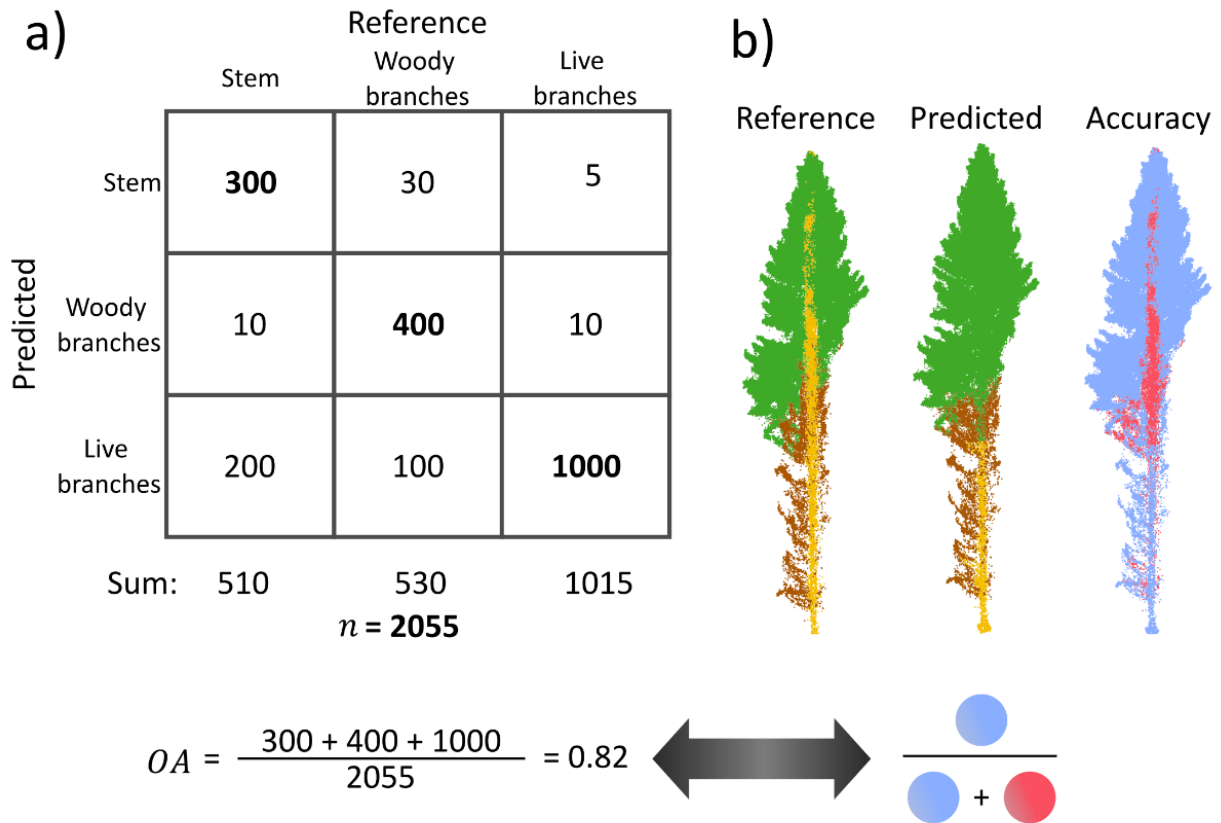 a)
Reference
Stem
Woody
branches
Live
branches
Predicted
Stem
300
30
5
Woody
branches
10
400
10
Live
branches
200
100
1000
Sum:
510
530
1015
n = 2055
b)
Reference
Predicted
Accuracy
OA = 300 + 400 + 1000 = 0.82
2055
+